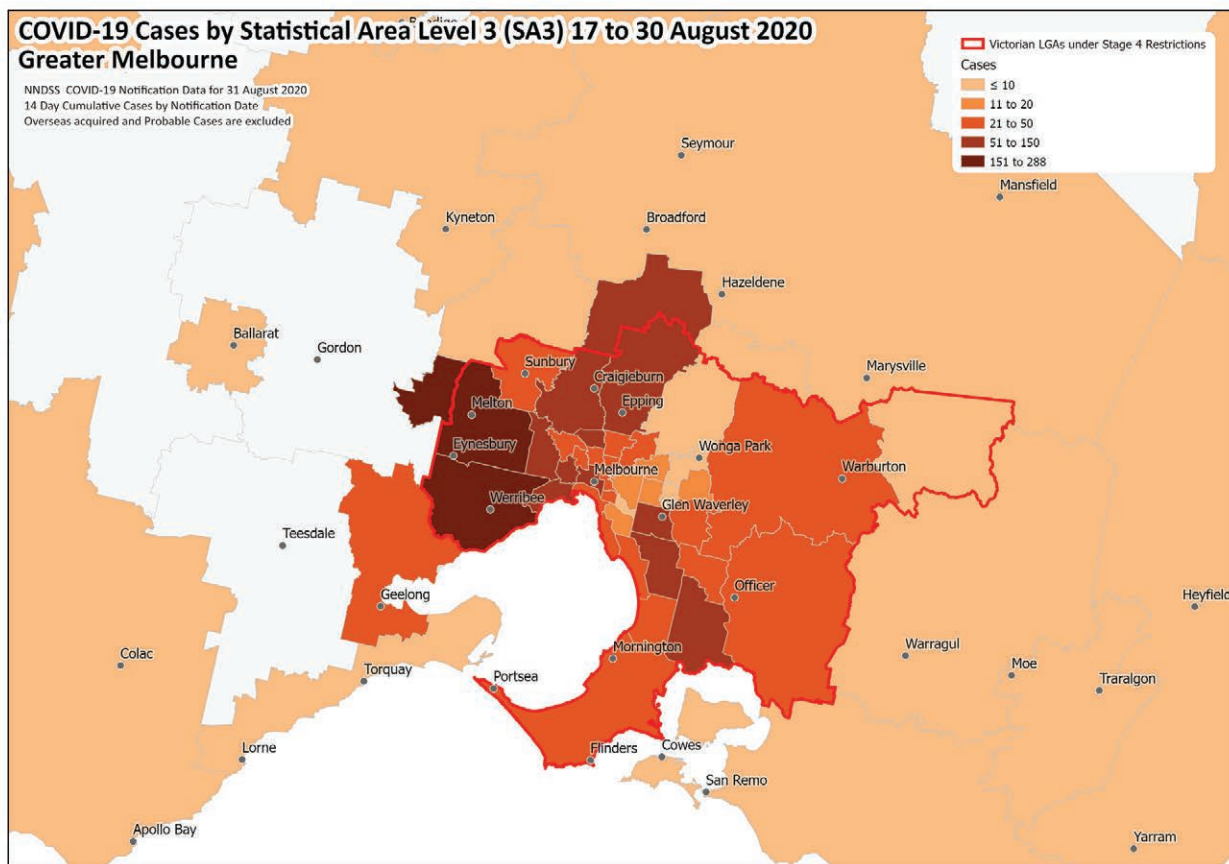 COVID-19 Cases by Statistical Area Level 3 (SA3) 17 to 30 August 2020
Greater Melbourne
NNDSS COVID-19 Notification Data for 31 August 2020
14 Day Cumulative Cases by Notification Date
Overseas acquired and Probable Cases are excluded
Victorian LGAs under Stage 4 Restrictions
Cases
≤ 10
11 to 20
21 to 50
51 to 150
151 to 288
Seymour
Mansfield
Kyneton
Broadford
Hazeldene
Ballarat
Gordon
Sunbury
Craigieburn
Marysville
Melton
Epping
Eynesbury
Wonga Park
Melbourne
Warburton
Werribee
Glen Waverley
Teesdale
Officer
Geelong
Heyfield
Colac
Mornington
Warragul
Torquay
Portsea
Moe
Traralgon
Lorne
Flinders
Cowes
San Remo
Apollo Bay
Yarram